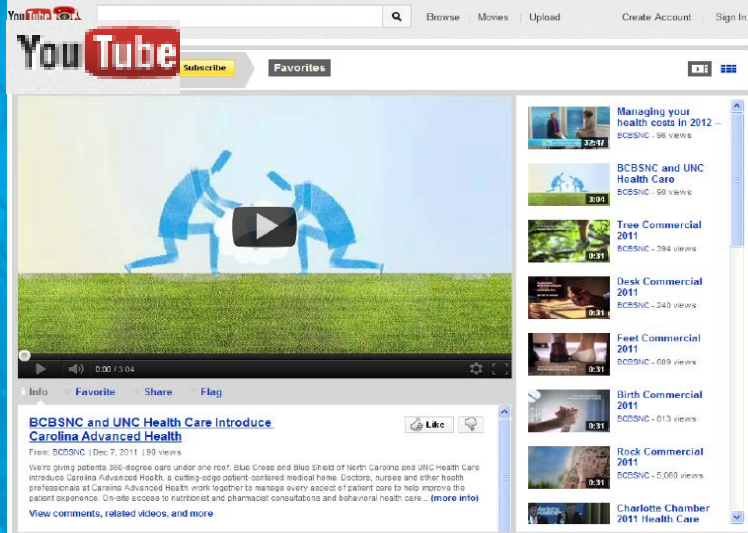 You Tube
Browse Movies Upload Create Account Sign In
You Tube
Subscribe Favorites
0:00 / 3:04
Info Favorite Share Flag
BCBSNC and UNC Health Care Introduce
Carolina Advanced Health
Like
From: BCBSNC | Dec 7, 2011 | 90 views
We're giving patients 360-degree care under one roof. Blue Cross and Blue Shield of North Carolina and UNC Health Care
introduce Carolina Advanced Health, a cutting-edge patient-centered medical home. Doctors, nurses and other health
professionals at Carolina Advanced Health work together to manage every aspect of patient care to help improve the
patient experience. On-site access to nutritionist and pharmacist consultations and behavioral health care... (more info)
View comments, related videos, and more
32:47
Managing your
health costs in 2012 --
BCBSNC - 96 views
3:04
BCBSNC and UNC
Health Care
BCBSNC - 90 views
0:31
Tree Commercial
2011
BCBSNC - 394 views
0:31
Desk Commercial
2011
BCBSNC - 240 views
0:31
Feet Commercial
2011
BCBSNC - 609 views
0:31
Birth Commercial
2011
BCBSNC - 613 views
0:31
Rock Commercial
2011
BCBSNC - 5,060 views
Charlotte Chamber
2011 Health Care